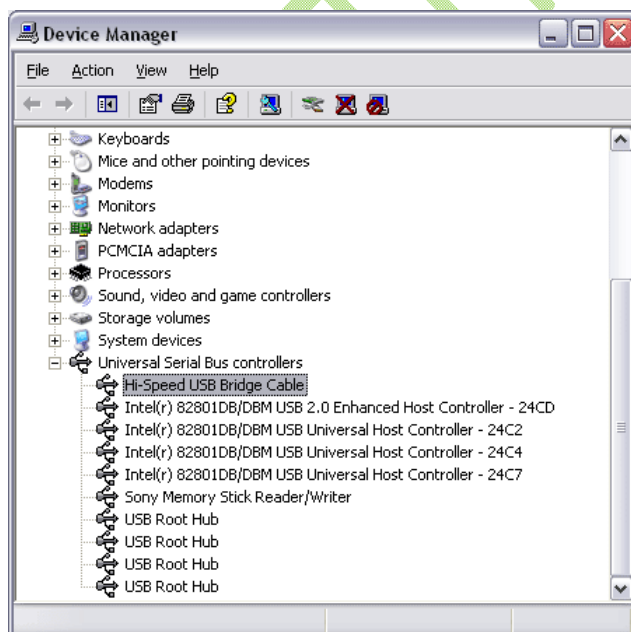 Device Manager
File Action View Help
Keyboards
Mice and other pointing devices
Modems
Monitors
Network adapters
PCMCIA adapters
Processors
Sound, video and game controllers
Storage volumes
System devices
Universal Serial Bus controllers
Hi-Speed USB Bridge Cable
Intel(r) 82801DB/DBM USB 2.0 Enhanced Host Controller - 24CD
Intel(r) 82801DB/DBM USB Universal Host Controller - 24C2
Intel(r) 82801DB/DBM USB Universal Host Controller - 24C4
Intel(r) 82801DB/DBM USB Universal Host Controller - 24C7
Sony Memory Stick Reader/Writer
USB Root Hub
USB Root Hub
USB Root Hub
USB Root Hub